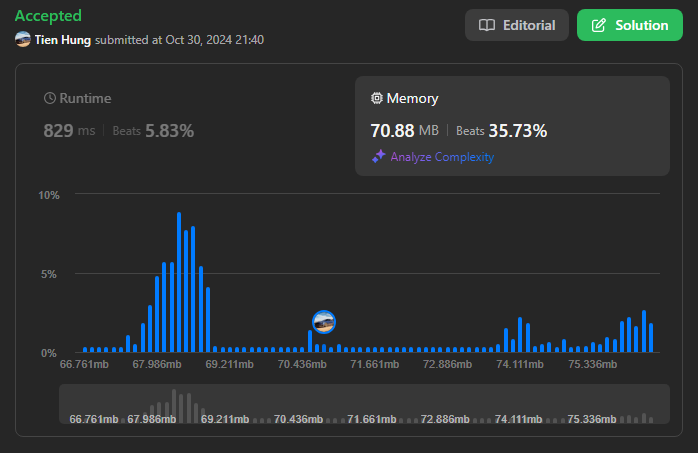 Accepted
Tien Hung submitted at Oct 30, 2024 21:40
Editorial
Solution
Runtime
829 ms | Beats 5.83%
Memory
70.88 MB | Beats 35.73%
Analyze Complexity
10%
5%
0%
66.761mb 67.986mb 69.211mb 70.436mb 71.661mb 72.886mb 74.111mb 75.336mb
66.761mb 67.986mb 69.211mb 70.436mb 71.661mb 72.886mb 74.111mb 75.336mb